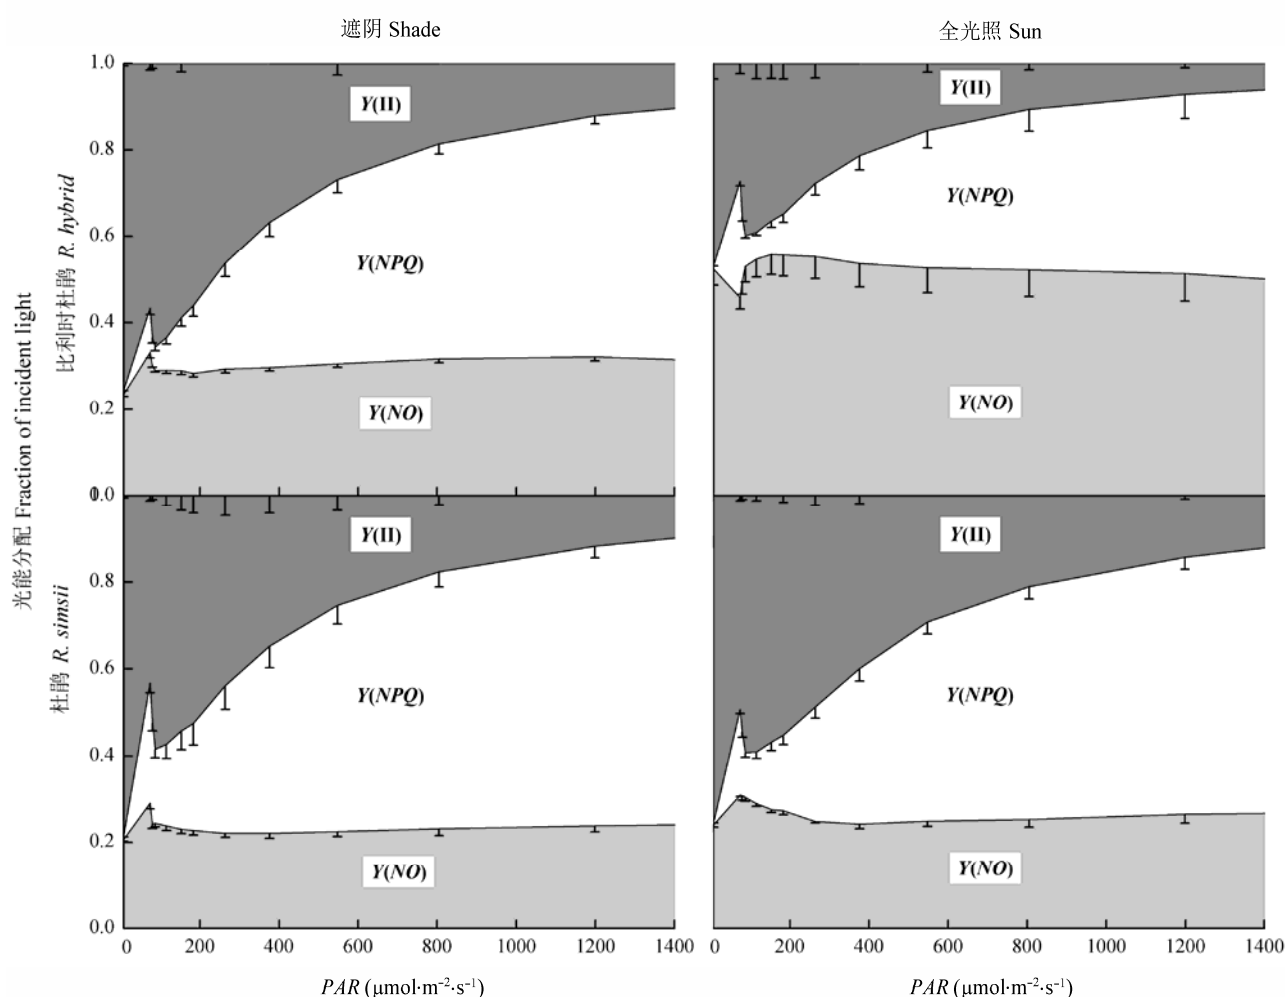 遮阴 Shade
全光照 Sun
光能分配 Fraction of incident light
比利时杜鹃 R. hybrid
1.0
0.8
0.6
0.4
0.2
0.0
Y(II)
Y(NPQ)
Y(NO)
Y(II)
Y(NPQ)
Y(NO)
杜鹃 R. simsii
1.0
0.8
0.6
0.4
0.2
0.0
Y(II)
Y(NPQ)
Y(NO)
Y(II)
Y(NPQ)
Y(NO)
0 200 400 600 800 1000 1200 1400
0 200 400 600 800 1000 1200 1400
PAR (μmol·m⁻²·s⁻¹)
PAR (μmol·m⁻²·s⁻¹)